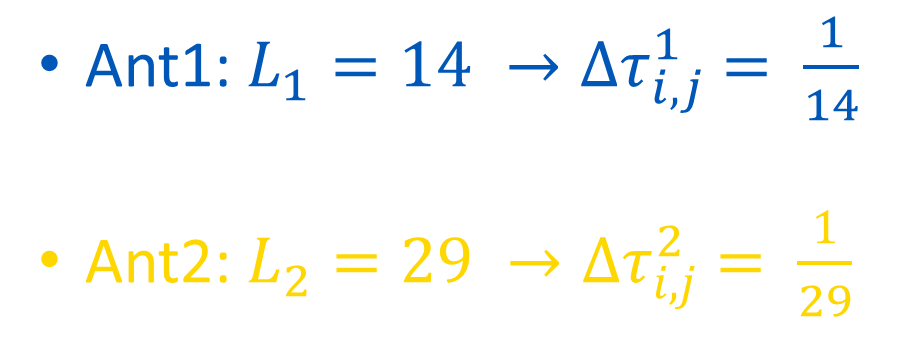 • Ant1: L₁ = 14 → Δτ¹ᵢ,ⱼ = 1/14
• Ant2: L₂ = 29 → Δτ²ᵢ,ⱼ = 1/29